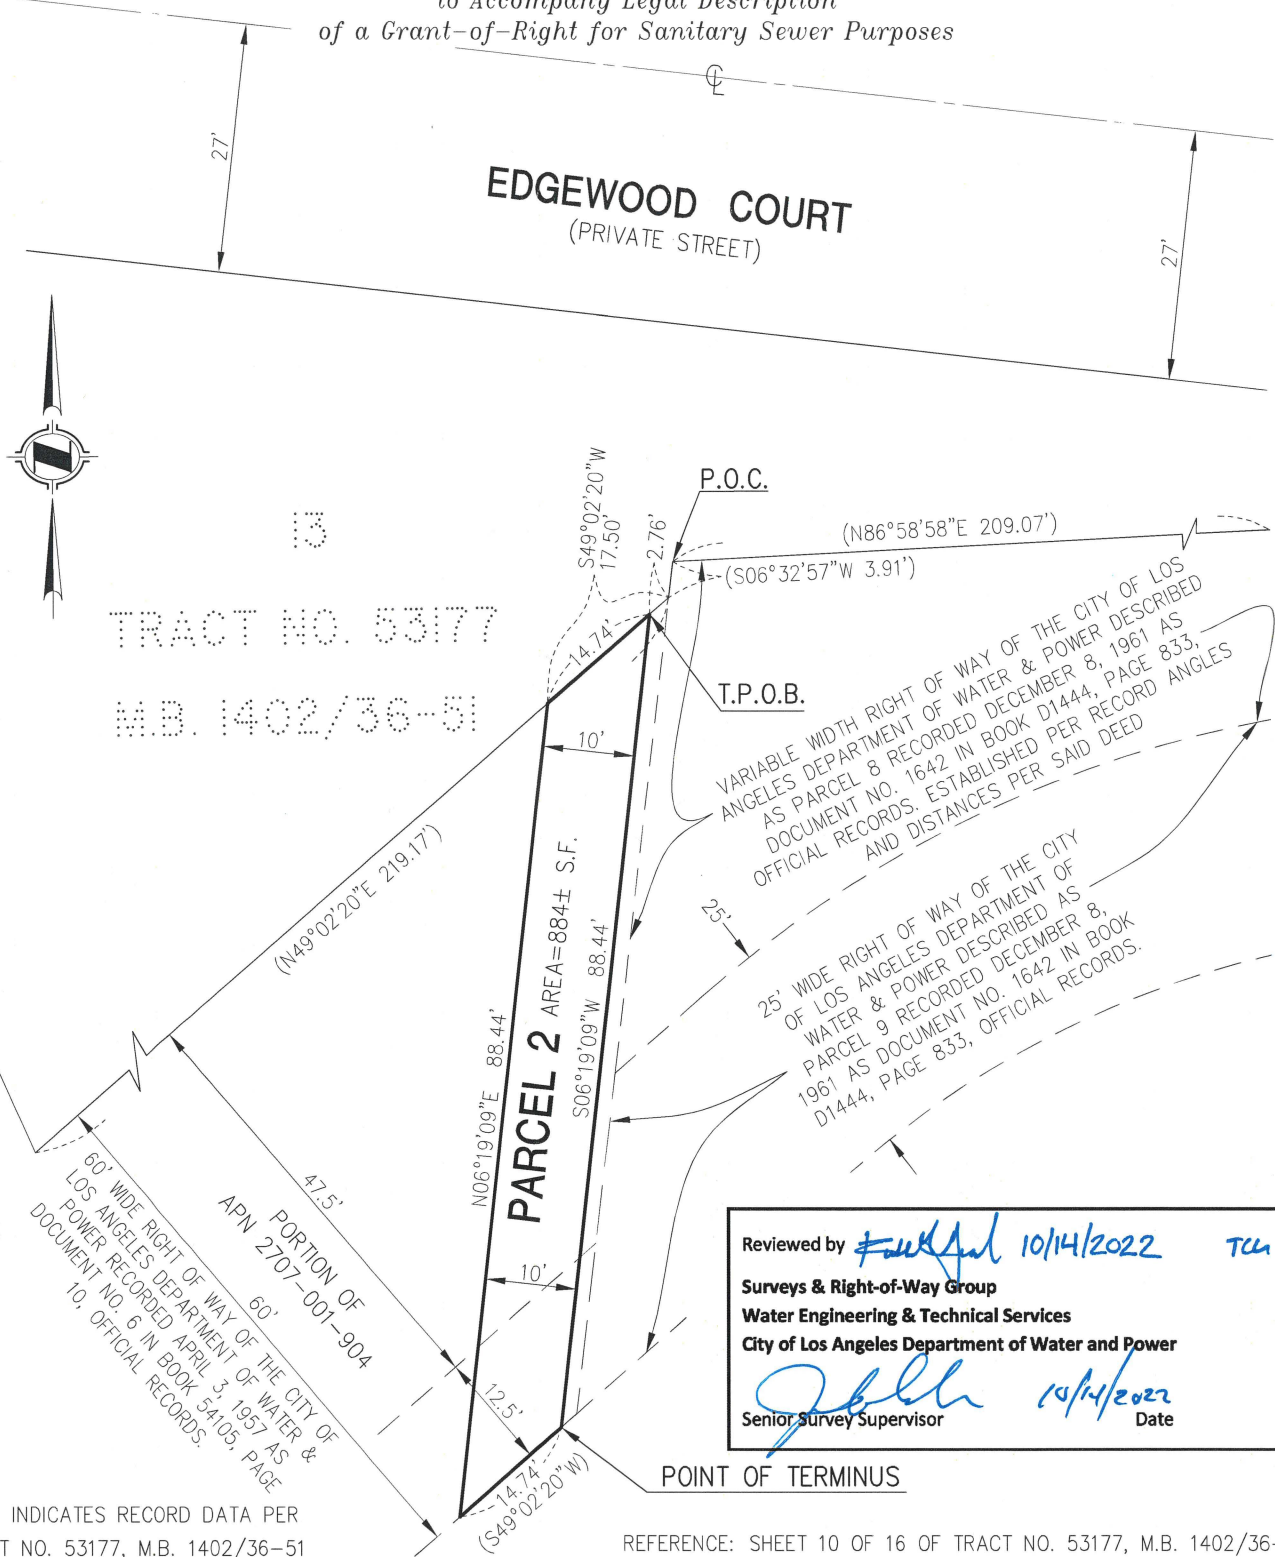 to Accompany Legal Description
of a Grant-of-Right for Sanitary Sewer Purposes
27'
27'
EDGEWOOD COURT
(PRIVATE STREET)
13
TRACT NO. 53177
M.B. 1402/36-51
S49°02'20"W
17.50'
2.76'
P.O.C.
(N86°58'58"E 209.07')
(S06°32'57"W 3.91')
14.74'
T.P.O.B.
10'
VARIABLE WIDTH RIGHT OF WAY OF THE CITY OF LOS
ANGELES DEPARTMENT OF WATER & POWER DESCRIBED
AS PARCEL 8 RECORDED DECEMBER 8, 1961 AS
DOCUMENT NO. 1642 IN BOOK D1444, PAGE 833,
OFFICIAL RECORDS. ESTABLISHED PER RECORD ANGLES
AND DISTANCES PER SAID DEED
(N49°02'20"E 219.17')
25'
25' WIDE RIGHT OF WAY OF THE CITY
OF LOS ANGELES DEPARTMENT OF
WATER & POWER DESCRIBED AS
PARCEL 9 RECORDED DECEMBER 8,
1961 AS DOCUMENT NO. 1642 IN BOOK
D1444, PAGE 833, OFFICIAL RECORDS.
N06°19'09"E 88.44'
PARCEL 2 AREA=884± S.F.
S06°19'09"W 88.44'
47.5'
PORTION OF
APN 2707-001-904
60'
60' WIDE RIGHT OF WAY OF THE CITY OF
LOS ANGELES DEPARTMENT OF WATER &
POWER RECORDED APRIL 3, 1957 AS
DOCUMENT NO. 6 IN BOOK 54105, PAGE
10, OFFICIAL RECORDS.
10'
12.5'
14.74'
(S49°02'20"W)
POINT OF TERMINUS
Reviewed by 10/14/2022
Surveys & Right-of-Way Group
Water Engineering & Technical Services
City of Los Angeles Department of Water and Power
10/14/2022
Senior Survey Supervisor Date
INDICATES RECORD DATA PER
T NO. 53177, M.B. 1402/36-51
REFERENCE: SHEET 10 OF 16 OF TRACT NO. 53177, M.B. 1402/36-